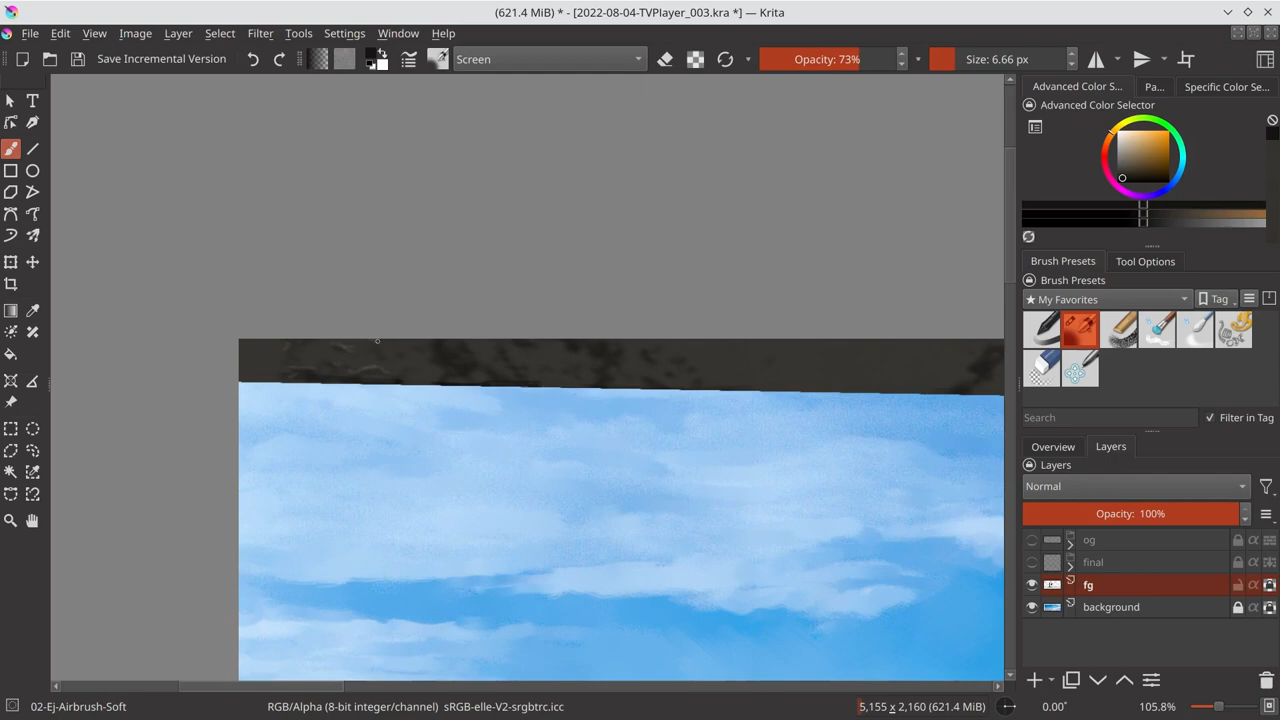 (621.4 MiB) * - [2022-08-04-TVPlayer_003.kra *] — Krita
File Edit View Image Layer Select Filter Tools Settings Window Help
Save Incremental Version
Screen
Opacity: 73%
Size: 6.66 px
Advanced Color S...
Pa...
Specific Color Se...
Advanced Color Selector
Brush Presets
Tool Options
Brush Presets
★ My Favorites
Tag
Search
Filter in Tag
Overview
Layers
Layers
Normal
Opacity: 100%
og
final
fg
background
02-Ej-Airbrush-Soft
RGB/Alpha (8-bit integer/channel) sRGB-elle-V2-srgbtrc.icc
5,155 x 2,160 (621.4 MiB)
0.00°
105.8%